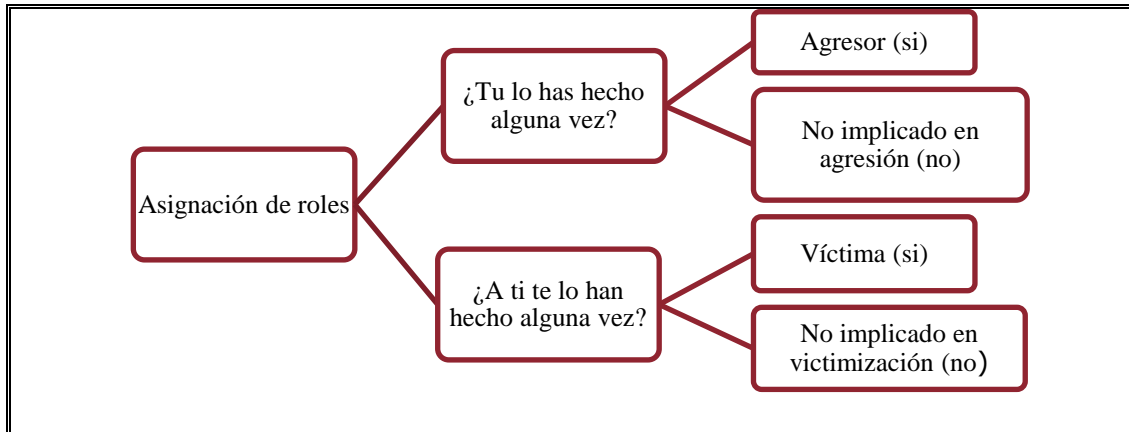 Asignación de roles
¿Tu lo has hecho
alguna vez?
Agresor (si)
No implicado en
agresión (no)
¿A ti te lo han
hecho alguna vez?
Víctima (si)
No implicado en
victimización (no)